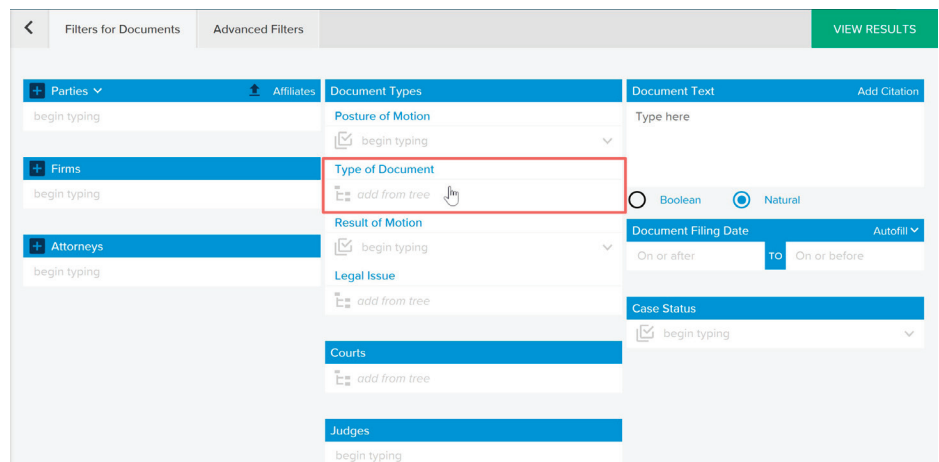 Filters for Documents
Advanced Filters
VIEW RESULTS
Parties
Affiliates
begin typing
Firms
begin typing
Attorneys
begin typing
Document Types
Posture of Motion
begin typing
Type of Document
add from tree
Result of Motion
begin typing
Legal Issue
add from tree
Courts
add from tree
Judges
begin typing
Document Text
Add Citation
Type here
Boolean
Natural
Document Filing Date
Autofill
On or after
TO
On or before
Case Status
begin typing